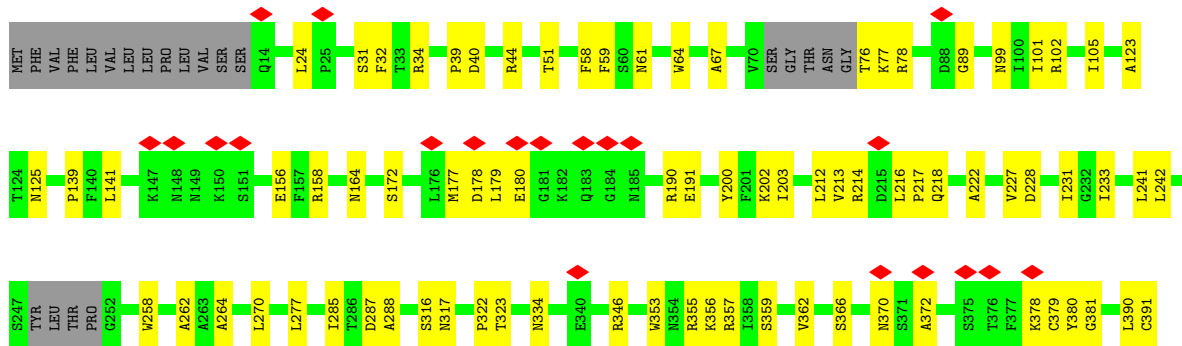 MET PHE VAL PHE LEU VAL LEU LEU PRO LEU VAL SER SER Q14 L24 P25 S31 F32 T33 R34 P39 D40 R44 T51 F58 F59 S60 N61 W64 A67 V70 SER GLY THR ASN GLY T76 K77 R78 D88 G89 N99 I100 I101 R102 I105 A123
T124 N125 P139 F140 L141 K147 N148 N149 K150 S151 E156 F157 R158 N164 S172 L176 M177 D178 L179 E180 G181 K182 Q183 G184 N185 R190 E191 Y200 F201 K202 I203 L212 V213 R214 D215 L216 P217 Q218 A222 V227 D228 I231 G232 I233 L241 L242
S247 TYR LEU THR PRO G252 W258 A262 A263 A264 L270 L277 I285 T286 D287 A288 S316 N317 P322 T323 N334 E340 R346 W353 N354 R355 K356 R357 I358 S359 V362 S366 N370 S371 A372 S375 T376 F377 K378 C379 Y380 G381 L390 C391